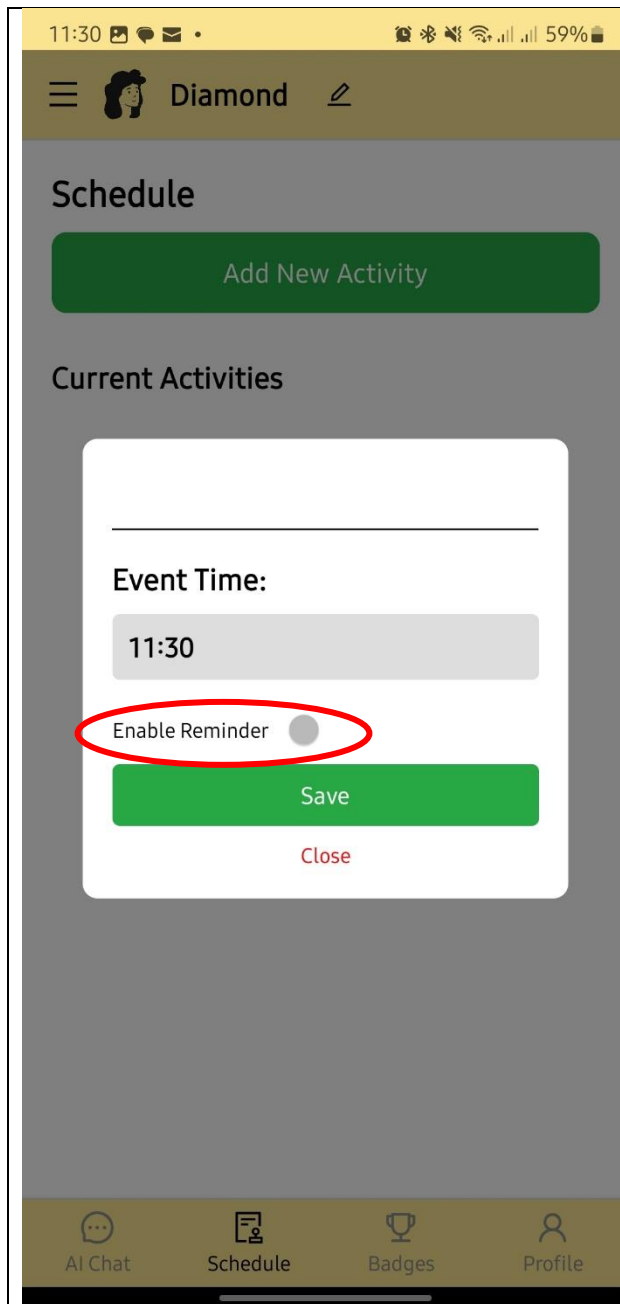 11:30 59%
Diamond
Schedule
Add New Activity
Current Activities
Event Time:
11:30
Enable Reminder
Save
Close
AI Chat Schedule Badges Profile